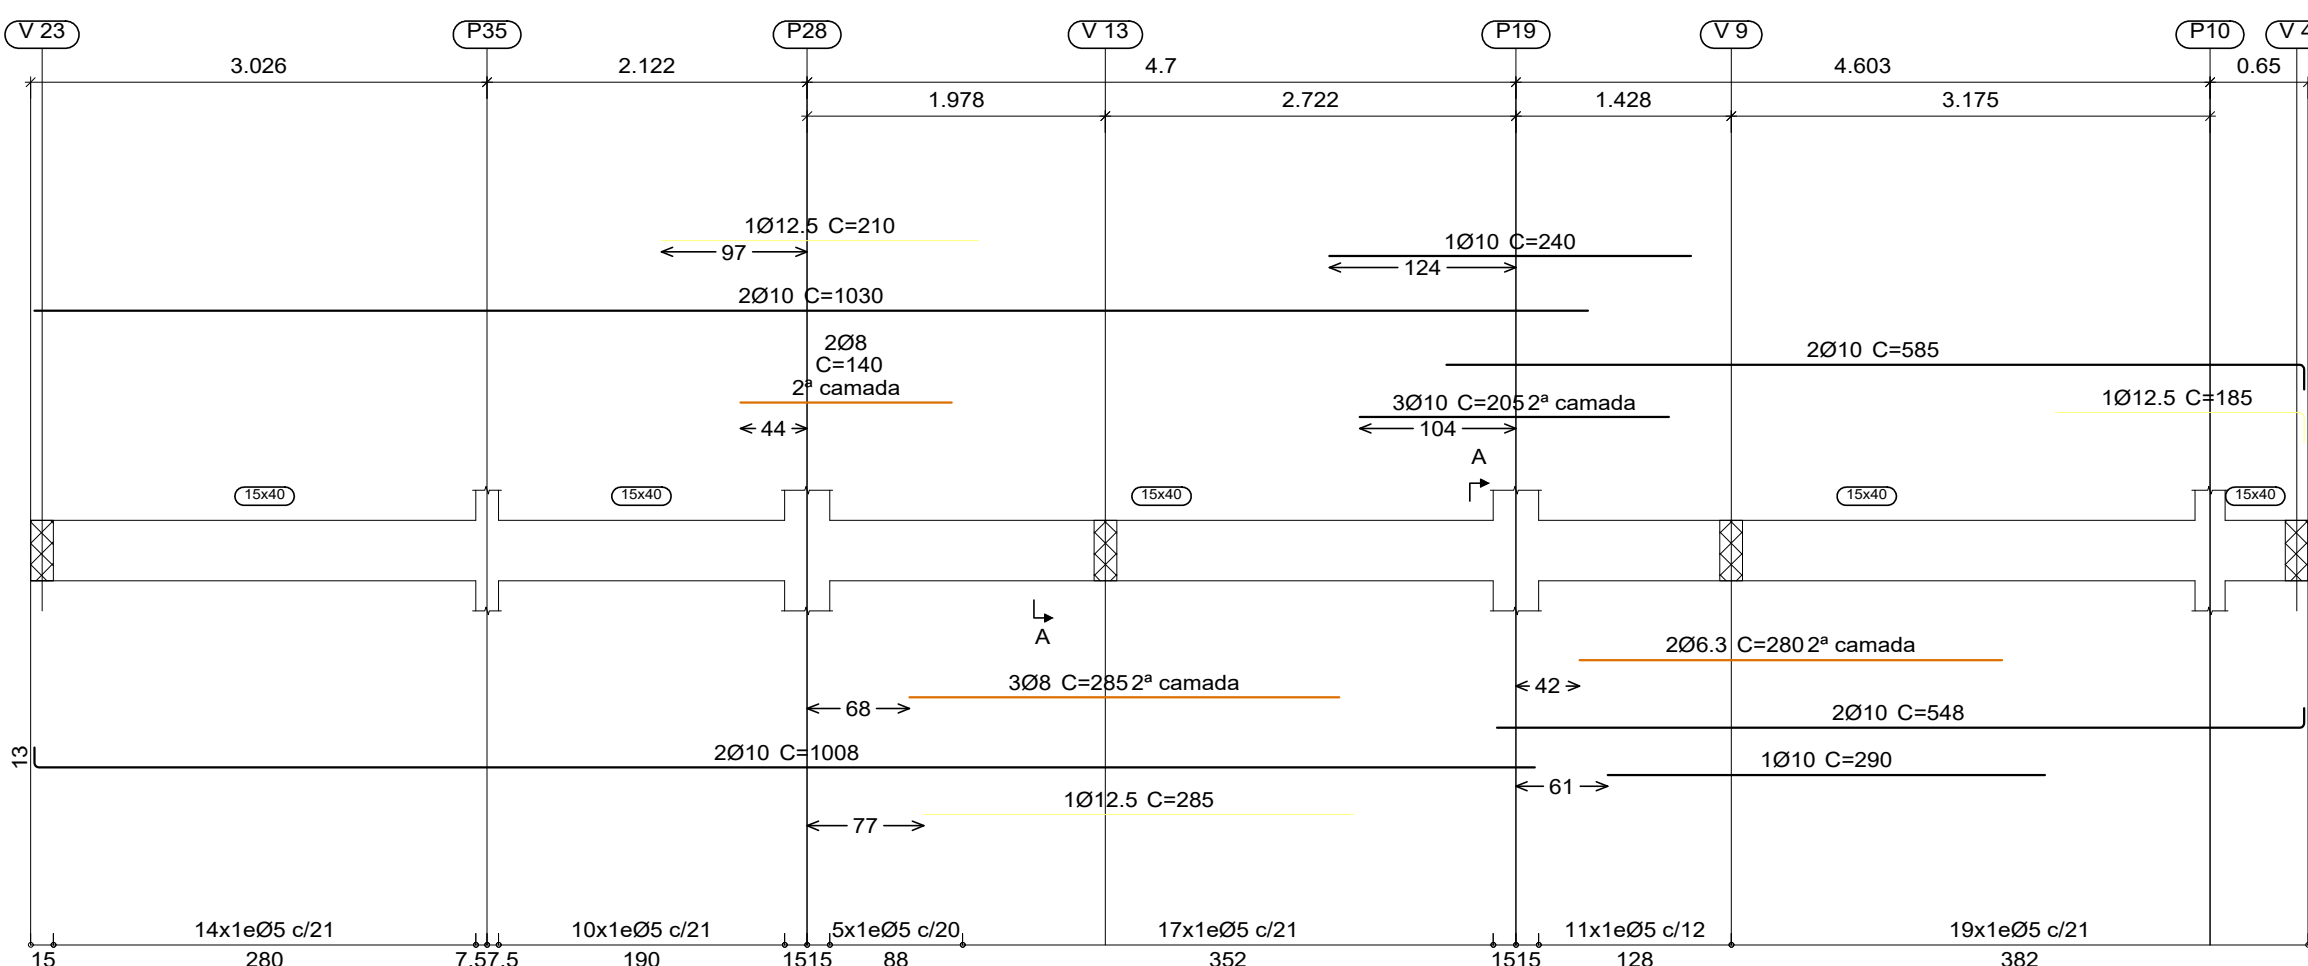 V 23 P35 P28 V 13 P19 V 9 P10 V 4
3.026 2.122 4.7 4.603 0.65
1.978 2.722 1.428 3.175
1Ø12.5 C=210
97
1Ø10 C=240
124
2Ø10 C=1030
2Ø8
C=140
2ª camada
44
2Ø10 C=585
3Ø10 C=205 2ª camada
104
1Ø12.5 C=185
A
15x40 15x40 15x40 15x40 15x40
A
2Ø6.3 C=280 2ª camada
42
3Ø8 C=285 2ª camada
68
2Ø10 C=548
13
2Ø10 C=1008
1Ø10 C=290
61
1Ø12.5 C=285
77
14x1eØ5 c/21 10x1eØ5 c/21 5x1eØ5 c/20 17x1eØ5 c/21 11x1eØ5 c/12 19x1eØ5 c/21
15 280 7.57.5 190 1515 88 352 1515 128 382